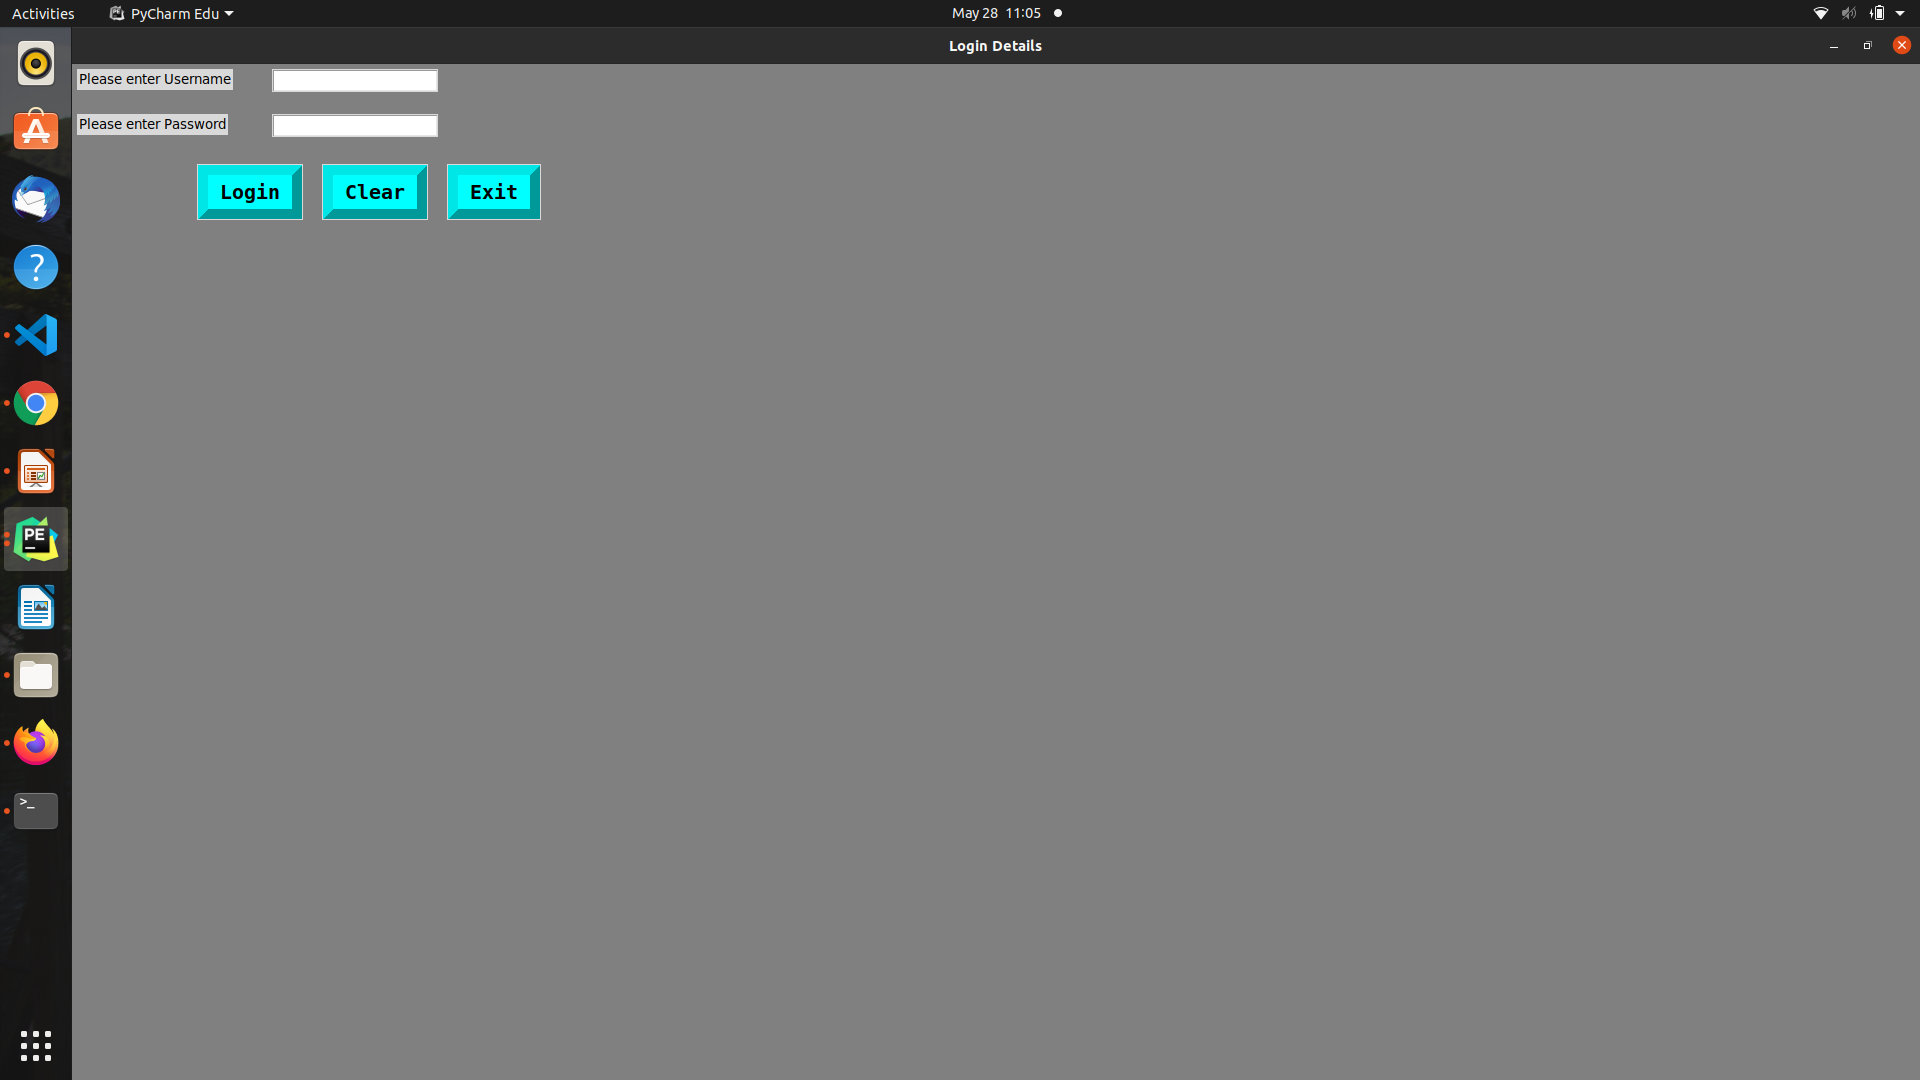 Activities PyCharm Edu May 28 11:05
Login Details
Please enter Username
Please enter Password
Login Clear Exit
PE
>_